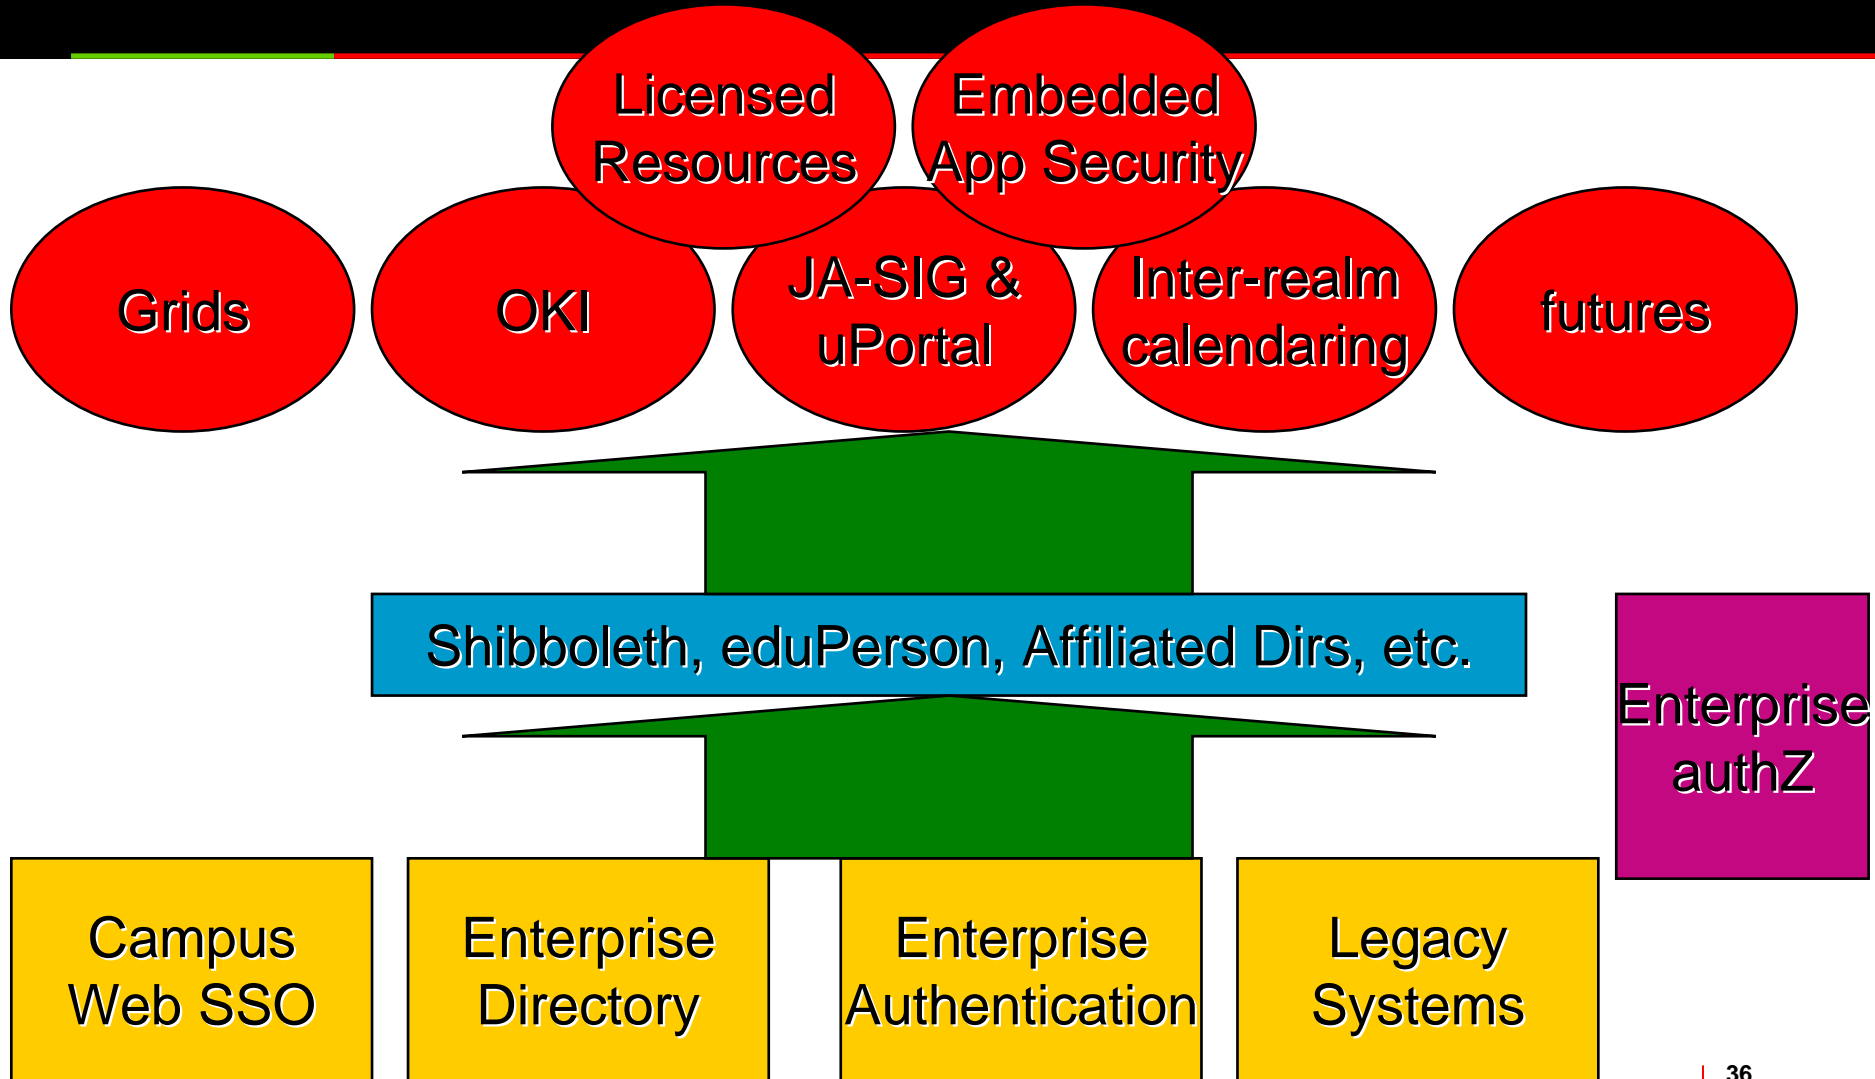 Licensed
Resources
Embedded
App Security
Grids
OKI
JA-SIG &
uPortal
Inter-realm
calendaring
futures
Shibboleth, eduPerson, Affiliated Dirs, etc.
Enterprise
authZ
Campus
Web SSO
Enterprise
Directory
Enterprise
Authentication
Legacy
Systems
36